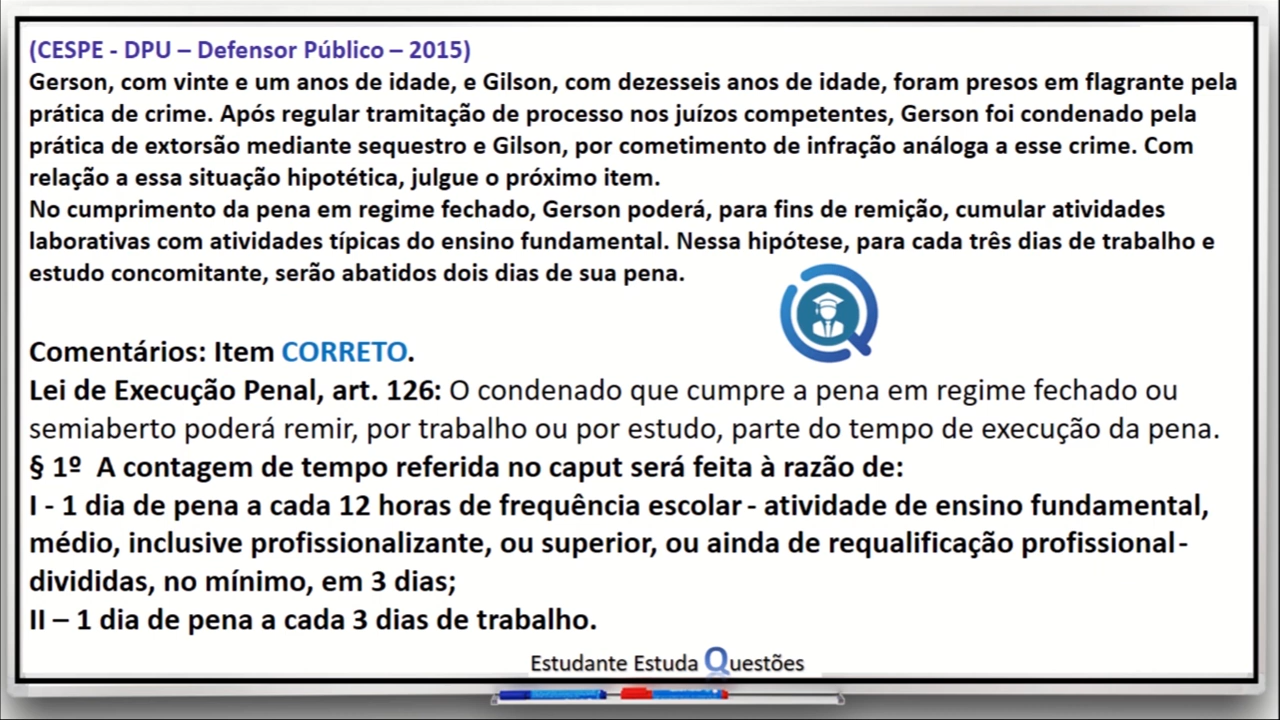 (CESPE - DPU – Defensor Público – 2015)
Gerson, com vinte e um anos de idade, e Gilson, com dezesseis anos de idade, foram presos em flagrante pela
prática de crime. Após regular tramitação de processo nos juízos competentes, Gerson foi condenado pela
prática de extorsão mediante sequestro e Gilson, por cometimento de infração análoga a esse crime. Com
relação a essa situação hipotética, julgue o próximo item.
No cumprimento da pena em regime fechado, Gerson poderá, para fins de remição, cumular atividades
laborativas com atividades típicas do ensino fundamental. Nessa hipótese, para cada três dias de trabalho e
estudo concomitante, serão abatidos dois dias de sua pena.
Comentários: Item CORRETO.
Lei de Execução Penal, art. 126: O condenado que cumpre a pena em regime fechado ou
semiaberto poderá remir, por trabalho ou por estudo, parte do tempo de execução da pena.
§ 1º A contagem de tempo referida no caput será feita à razão de:
I - 1 dia de pena a cada 12 horas de frequência escolar - atividade de ensino fundamental,
médio, inclusive profissionalizante, ou superior, ou ainda de requalificação profissional -
divididas, no mínimo, em 3 dias;
II – 1 dia de pena a cada 3 dias de trabalho.
Estudante Estuda Questões